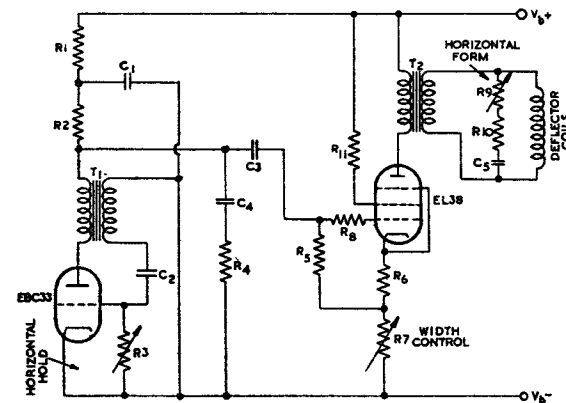 Vb+
R1
C1
R2
T1
C2
EBC33
R3
HORIZONTAL
HOLD
C3
C4
R4
R11
T2
HORIZONTAL
FORM
R9
R10
C5
DEFLECTOR
COILS
EL38
R8
R5
R6
R7
WIDTH
CONTROL
Vb-